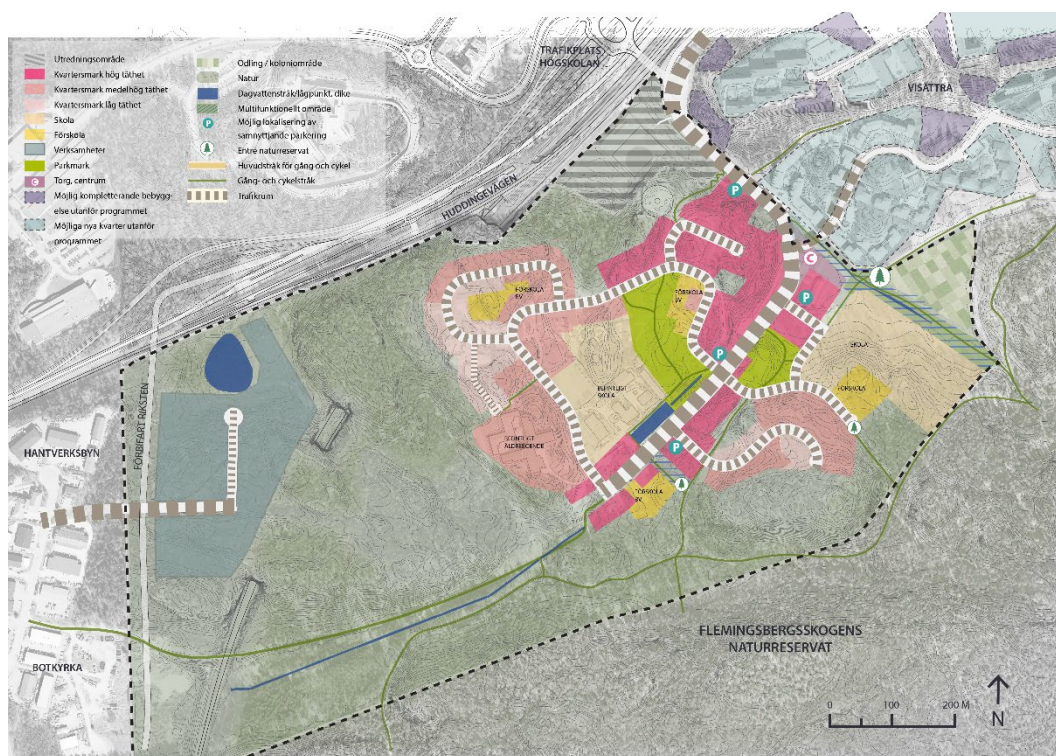 TRAFIKPLATS
HÖGSKOLAN
VISÄTTRA
Utredningsområde
Kvartersmark hög täthet
Kvartersmark medelhög täthet
Kvartersmark låg täthet
Skola
Förskola
Verksamheter
Parkmark
C
Torg, centrum
Möjlig kompletterande bebygg-
else utanför programmet
Möjliga nya kvarter utanför
programmet
Odling / koloniområde
Natur
Dagvattenstråk/lågpunkt, dike
Multifunktionellt område
P
Möjlig lokalisering av
samnyttjande parkering
Entré naturreservat
Huvudstråk för gång och cykel
Gång- och cykelstråk
Trafikrum
HUDDINGEVÄGEN
P
C
P
P
P
FÖRSKOLA
6V
FÖRSKOLA
SKOLA
FÖRSKOLA
BEFINTLIGT
ÄLDREBOENDE
FÖRSKOLA
FÖRBIFART RIKSTEN
HANTVERKSBYN
BOTKYRKA
FLEMINGSBERGSSKOGENS
NATURRESERVAT
0 100 200 M
N